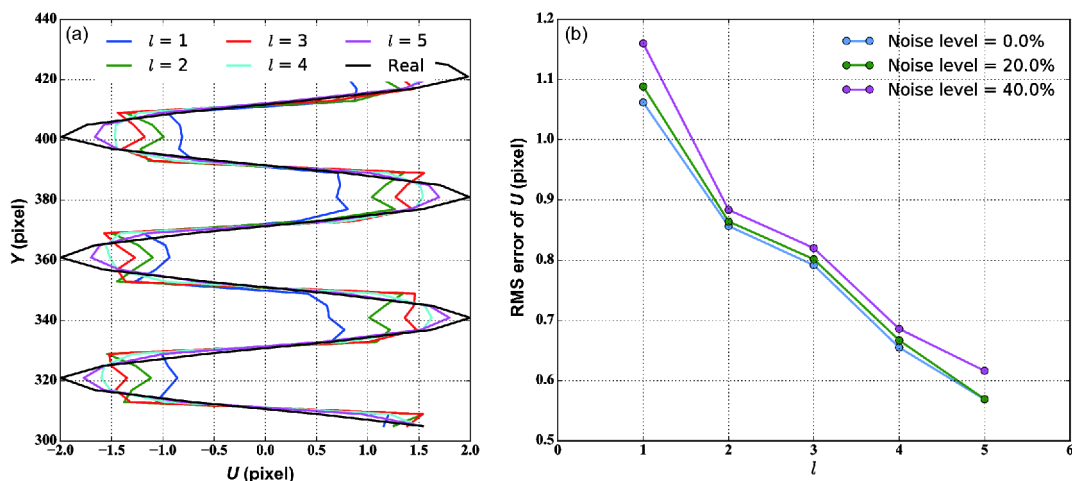 (a)
l = 1
l = 3
l = 5
l = 2
l = 4
Real
440
420
400
380
360
340
320
300
Y (pixel)
-2.0 -1.5 -1.0 -0.5 0.0 0.5 1.0 1.5 2.0
U (pixel)
(b)
Noise level = 0.0%
Noise level = 20.0%
Noise level = 40.0%
1.2
1.1
1.0
0.9
0.8
0.7
0.6
0.5
RMS error of U (pixel)
0 1 2 3 4 5 6
l